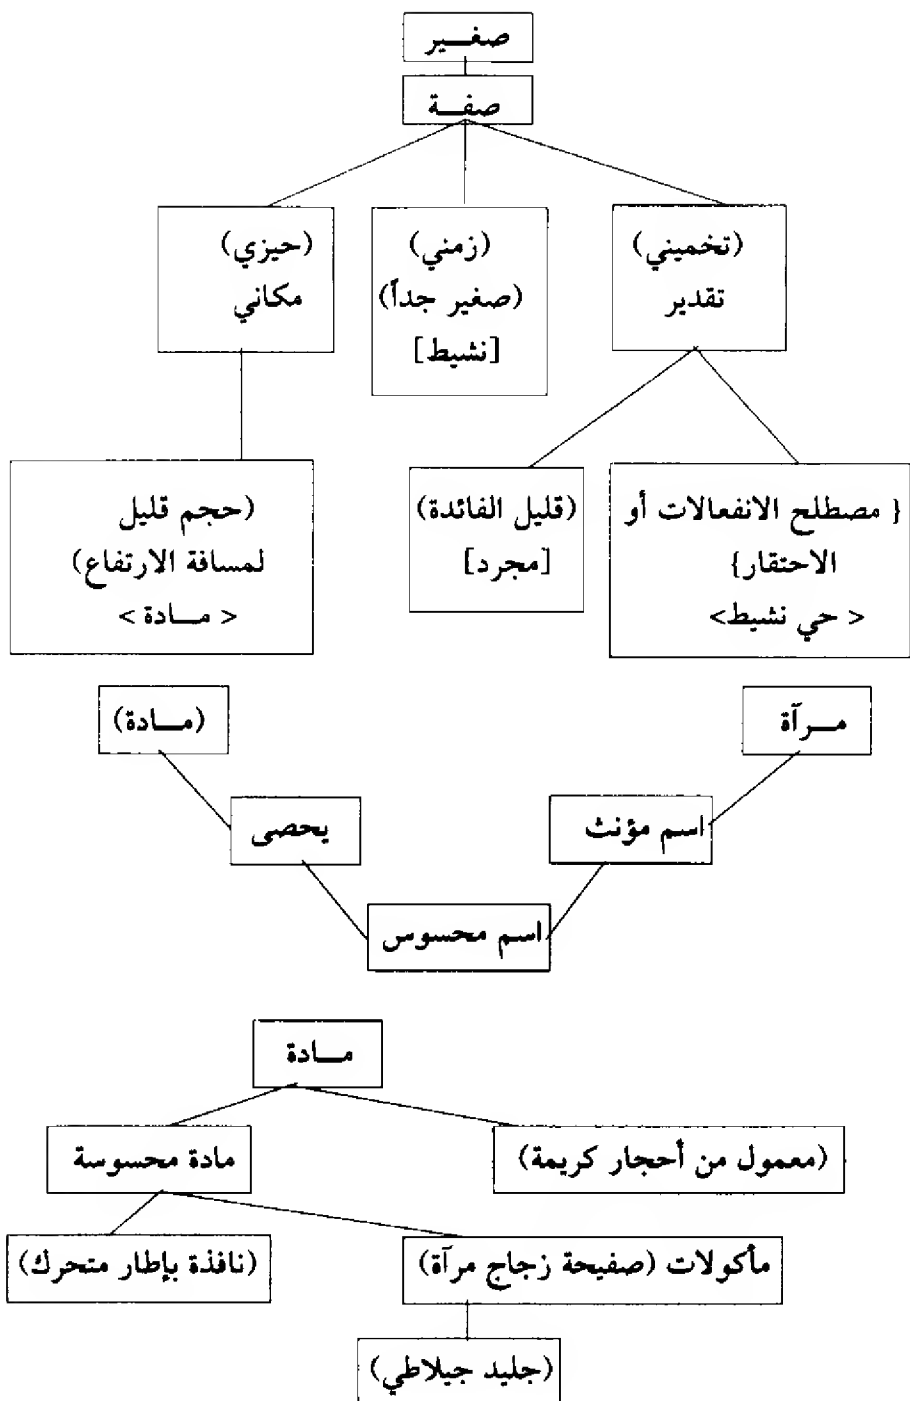 صغير
صفة
(تخميني)
تقدير
(زمني)
(صغير جداً)
[نشيط]
(حيزي)
مكاني
{ مصطلح الانفعالات أو
الاحتقار}
< حي نشيط>
(قليل الفائدة)
[مجرد]
(حجم قليل
لمسافة الارتفاع)
< مادة >
مرآة
(مادة)
اسم مؤنث
يحصى
اسم محسوس
مادة
(معمول من أحجار كريمة)
مادة محسوسة
مأكولات (صفيحة زجاج مرآة)
(نافذة بإطار متحرك)
(جليد جيلاطي)